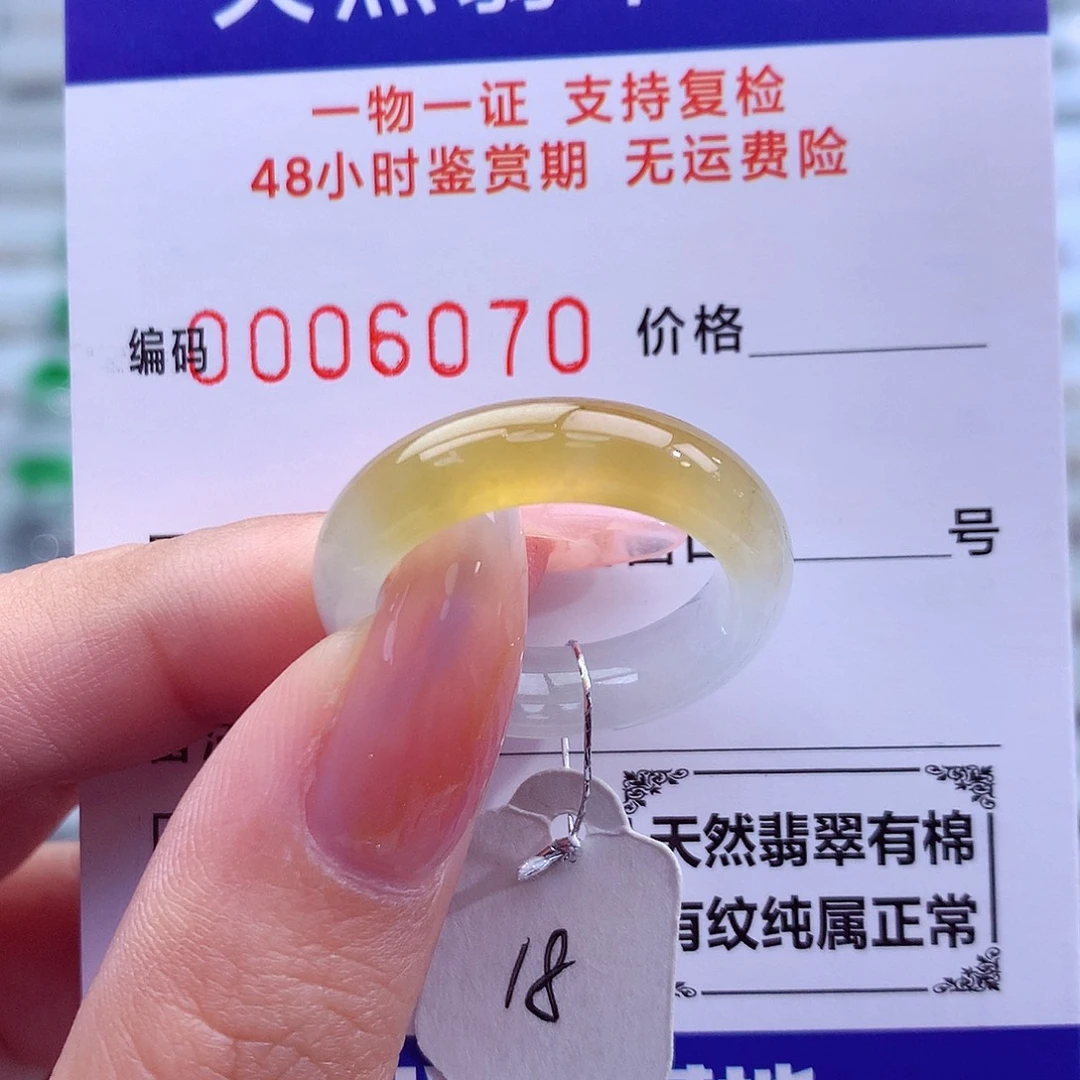 一物一证 支持复检
48小时鉴赏期 无运费险
编码0006070 价格
号
天然翡翠有棉
有纹纯属正常
18